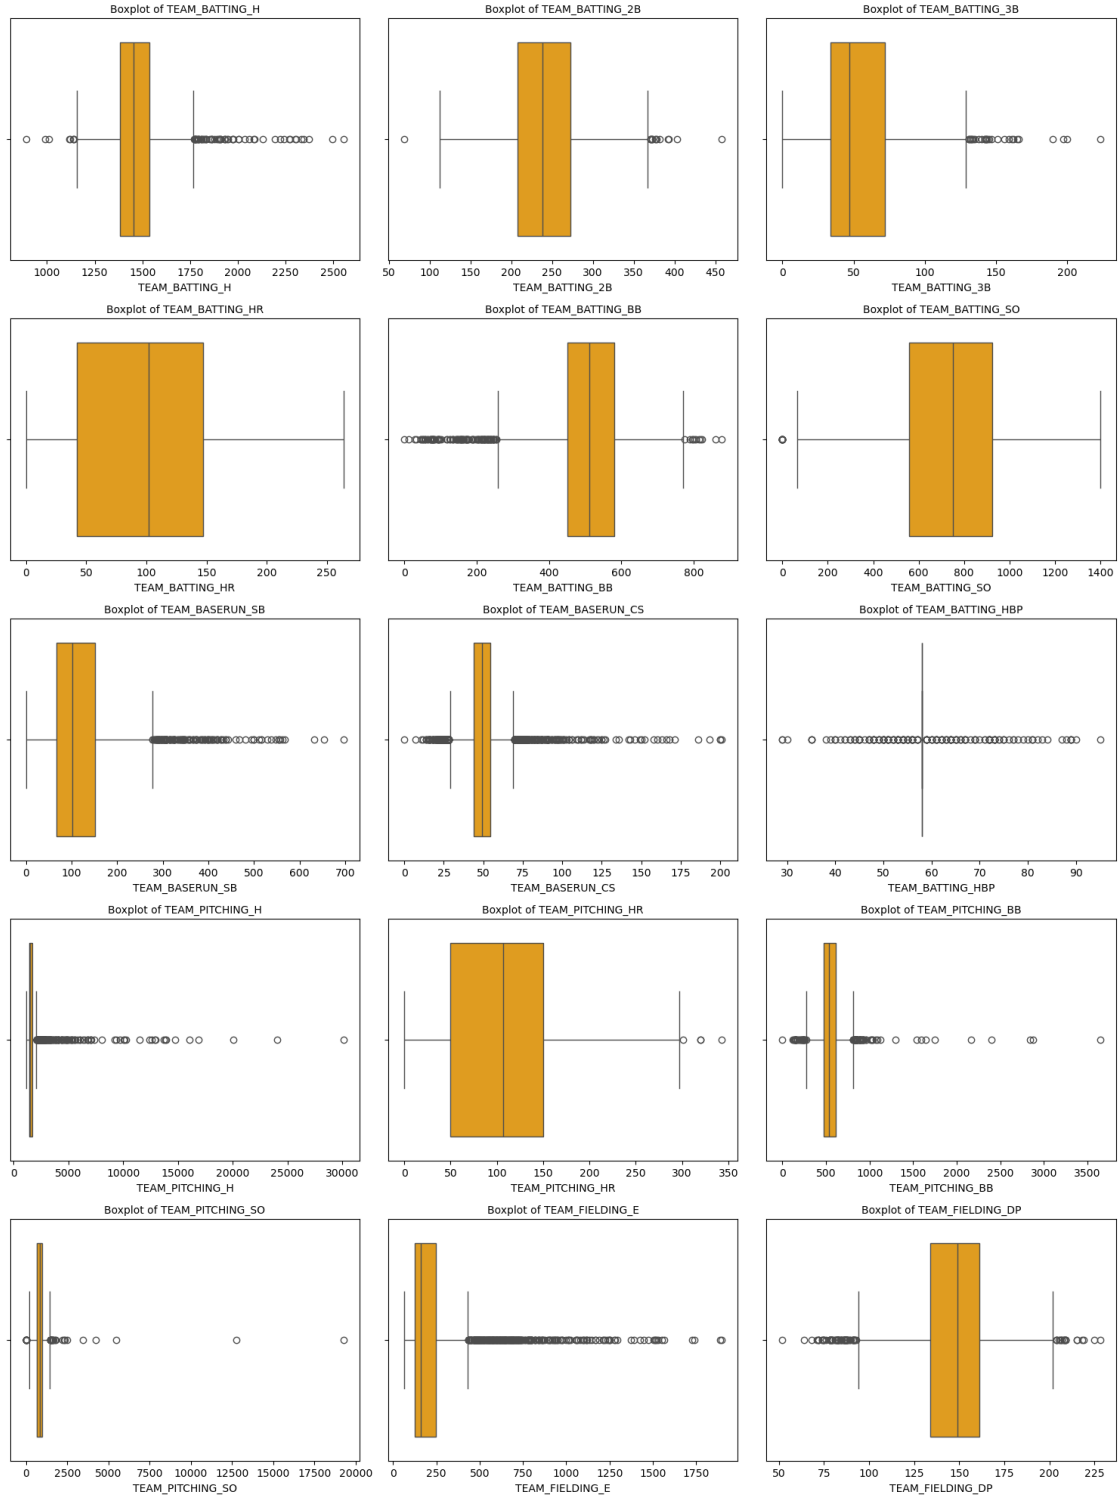 Boxplot of TEAM_BATTING_H
Boxplot of TEAM_BATTING_2B
Boxplot of TEAM_BATTING_3B
1000 1250 1500 1750 2000 2250 2500
50 100 150 200 250 300 350 400 450
0 50 100 150 200
TEAM_BATTING_H
TEAM_BATTING_2B
TEAM_BATTING_3B
Boxplot of TEAM_BATTING_HR
Boxplot of TEAM_BATTING_BB
Boxplot of TEAM_BATTING_SO
0 50 100 150 200 250
0 200 400 600 800
0 200 400 600 800 1000 1200 1400
TEAM_BATTING_HR
TEAM_BATTING_BB
TEAM_BATTING_SO
Boxplot of TEAM_BASERUN_SB
Boxplot of TEAM_BASERUN_CS
Boxplot of TEAM_BATTING_HBP
0 100 200 300 400 500 600 700
0 25 50 75 100 125 150 175 200
30 40 50 60 70 80 90
TEAM_BASERUN_SB
TEAM_BASERUN_CS
TEAM_BATTING_HBP
Boxplot of TEAM_PITCHING_H
Boxplot of TEAM_PITCHING_HR
Boxplot of TEAM_PITCHING_BB
0 5000 10000 15000 20000 25000 30000
0 50 100 150 200 250 300 350
0 500 1000 1500 2000 2500 3000 3500
TEAM_PITCHING_H
TEAM_PITCHING_HR
TEAM_PITCHING_BB
Boxplot of TEAM_PITCHING_SO
Boxplot of TEAM_FIELDING_E
Boxplot of TEAM_FIELDING_DP
0 2500 5000 7500 10000 12500 15000 17500 20000
0 250 500 750 1000 1250 1500 1750
50 75 100 125 150 175 200 225
TEAM_PITCHING_SO
TEAM_FIELDING_E
TEAM_FIELDING_DP